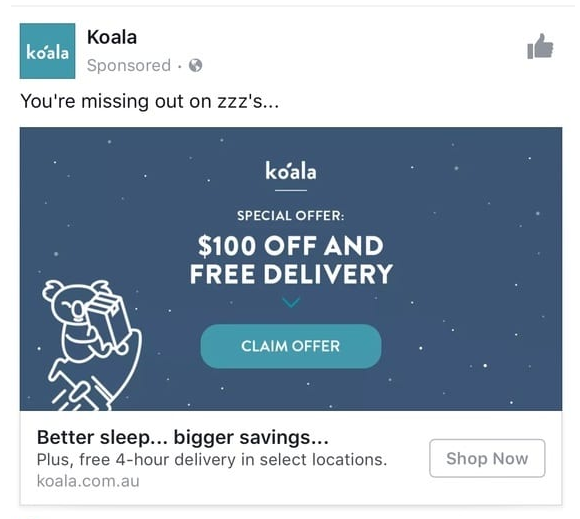 koala
Koala
Sponsored ·
You're missing out on zzz's...
koala
SPECIAL OFFER:
$100 OFF AND
FREE DELIVERY
CLAIM OFFER
Better sleep... bigger savings...
Plus, free 4-hour delivery in select locations.
koala.com.au
Shop Now